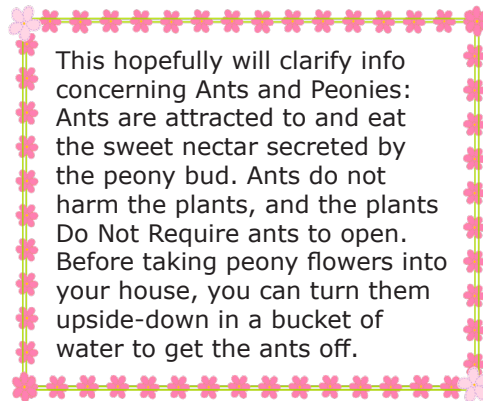 This hopefully will clarify info
concerning Ants and Peonies:
Ants are attracted to and eat
the sweet nectar secreted by
the peony bud. Ants do not
harm the plants, and the plants
Do Not Require ants to open.
Before taking peony flowers into
your house, you can turn them
upside-down in a bucket of
water to get the ants off.